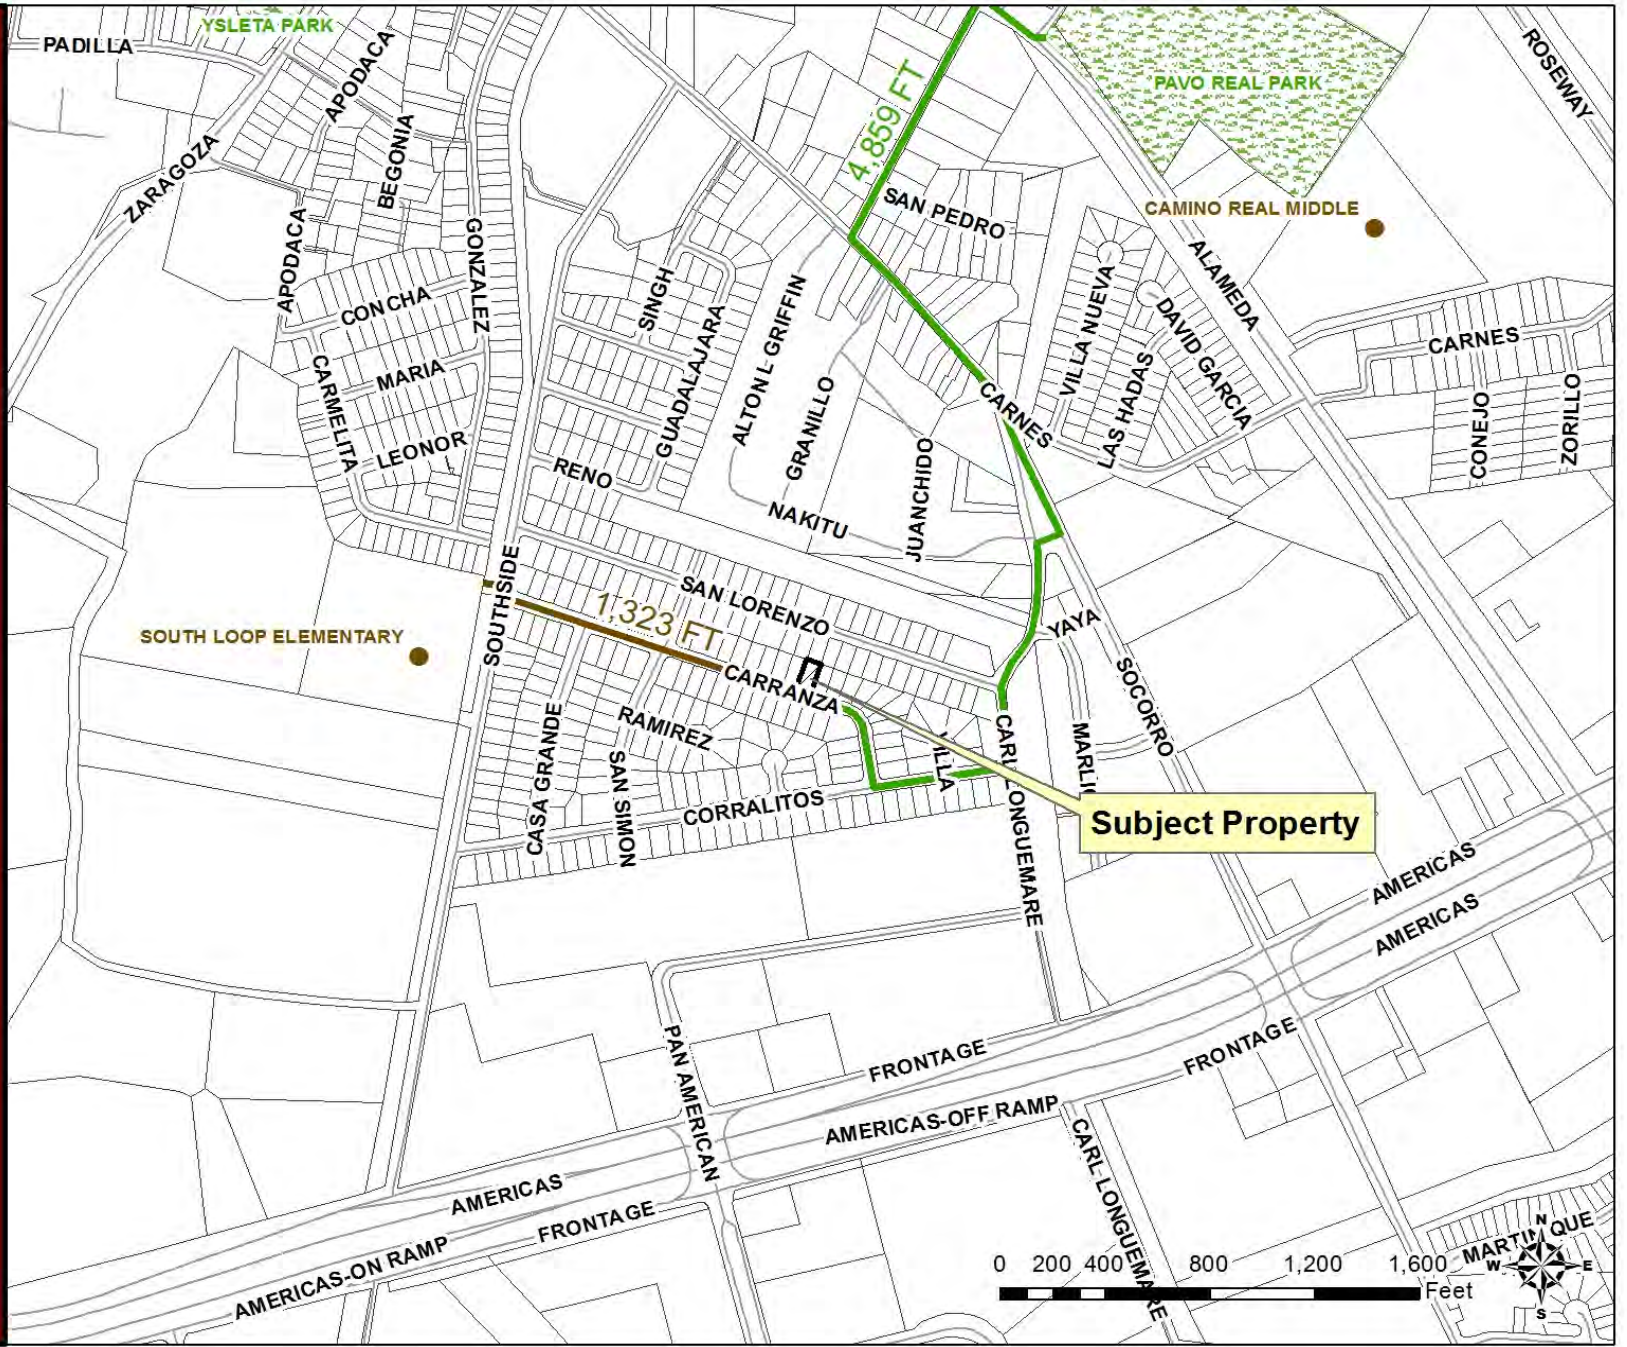 YSLETA PARK
PADILLA
APODACA
ROSEWAY
PAVO REAL PARK
4,859 FT
BEGONIA
ZARAGOZA
SAN PEDRO
CAMINO REAL MIDDLE
APODACA
GONZALEZ
ALAMEDA
CONCHA
SINGH
ALTON L GRIFFIN
VILLA NUEVA
DAVID GARCIA
CARNES
MARIA
GUADALAJARA
CARMELITA
GRANILLO
CARNES
LAS HADAS
CONEJO
ZORILLO
LEONOR
RENO
JUANCHIDO
NAKITU
SOUTHSIDE
SAN LORENZO
1,323 FT
YAYA
SOUTH LOOP ELEMENTARY
CARRANZA
SOCORRO
RAMIREZ
CASA GRANDE
SAN SIMON
VILLA
CARL LONGUEMARE
CORRALITOS
Subject Property
AMERICAS
AMERICAS
PAN AMERICAN
FRONTAGE
FRONTAGE
AMERICAS-OFF RAMP
CARL LONGUEMARE
AMERICAS
FRONTAGE
AMERICAS-ON RAMP
MARTINIQUE
N
W E
S
0 200 400 800 1,200 1,600
Feet